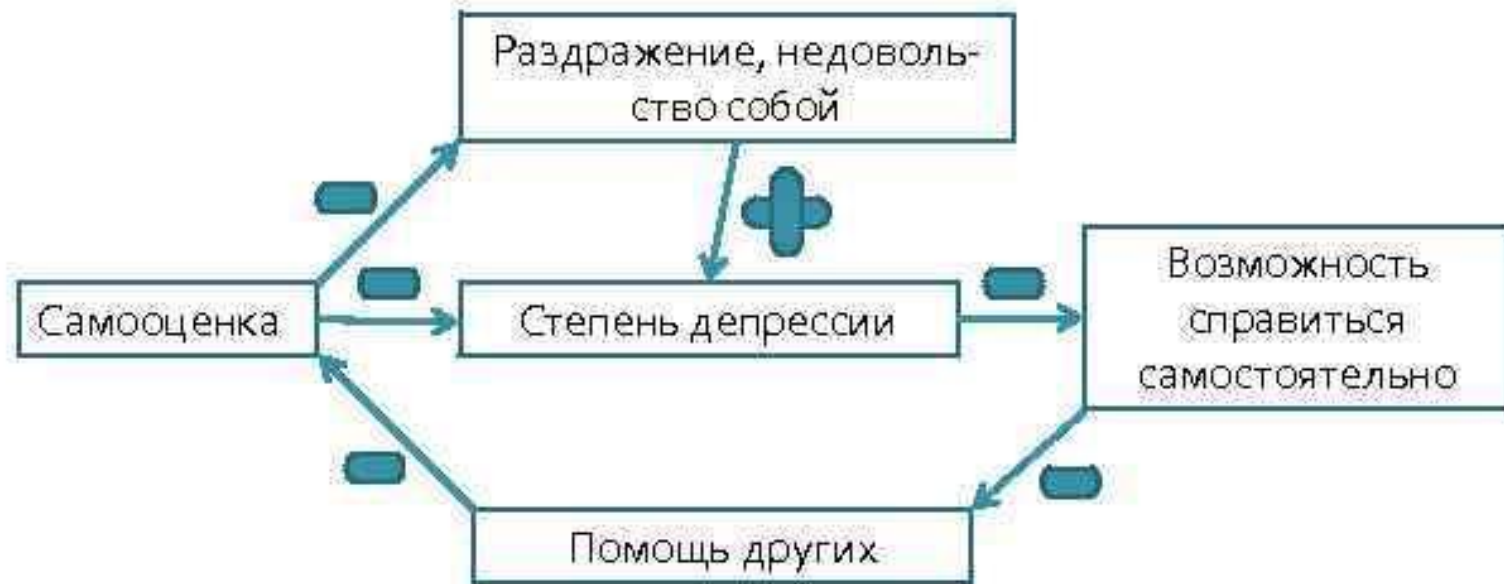 Раздражение, недоволь-
ство собой
Самооценка
Степень депрессии
Возможность
справиться
самостоятельно
Помощь других